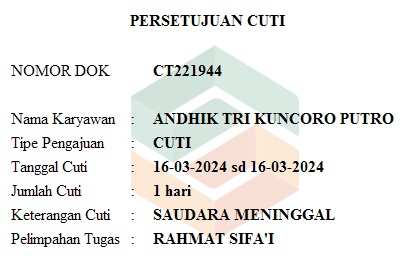 PERSETUJUAN CUTI
NOMOR DOK CT221944
Nama Karyawan : ANDHIK TRI KUNCORO PUTRO
Tipe Pengajuan : CUTI
Tanggal Cuti : 16-03-2024 sd 16-03-2024
Jumlah Cuti : 1 hari
Keterangan Cuti : SAUDARA MENINGGAL
Pelimpahan Tugas : RAHMAT SIFA'I